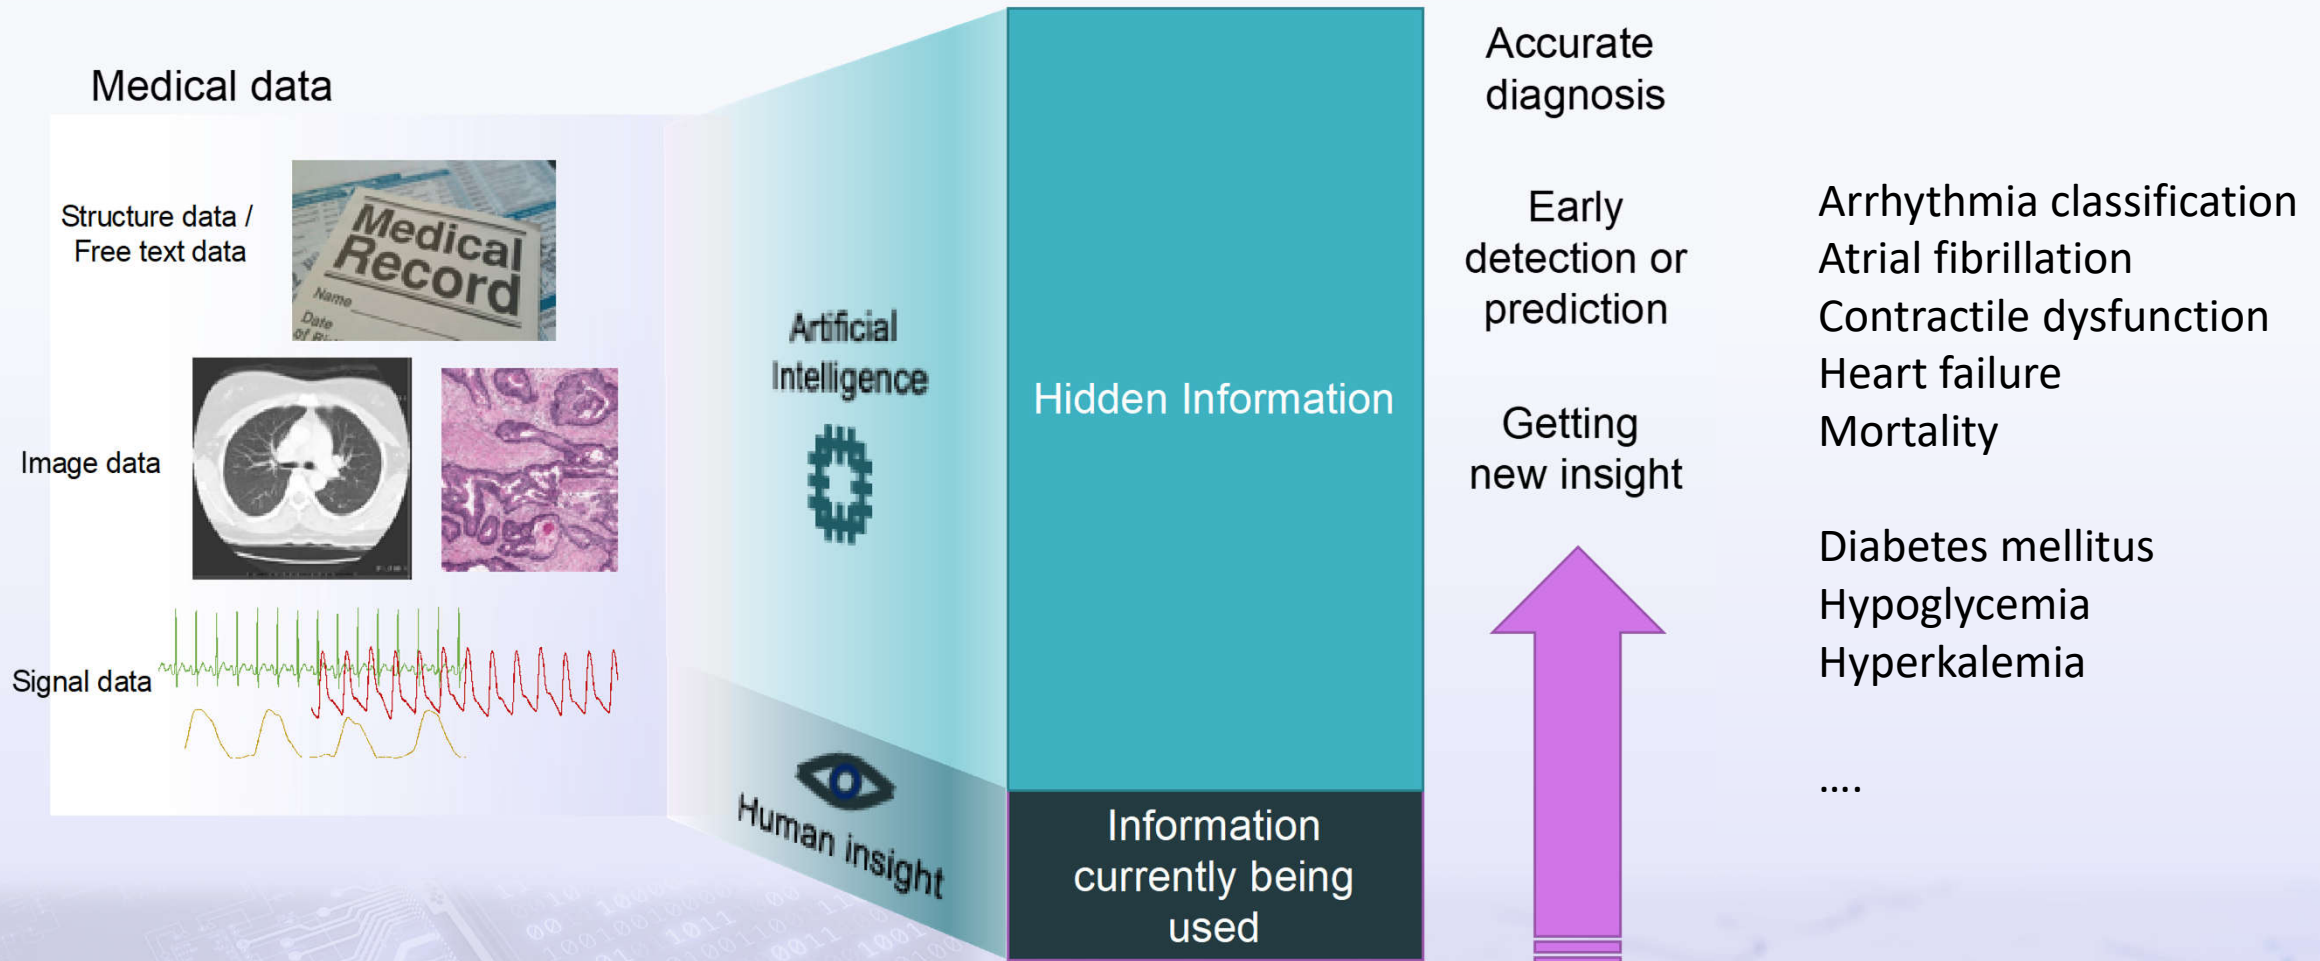 Medical data
Structure data /
Free text data
Medical
Record
Name
Date
Image data
Signal data
Artificial
Intelligence
Human insight
Hidden Information
Information
currently being
used
Accurate
diagnosis
Early
detection or
prediction
Getting
new insight
Arrhythmia classification
Atrial fibrillation
Contractile dysfunction
Heart failure
Mortality
Diabetes mellitus
Hypoglycemia
Hyperkalemia
....